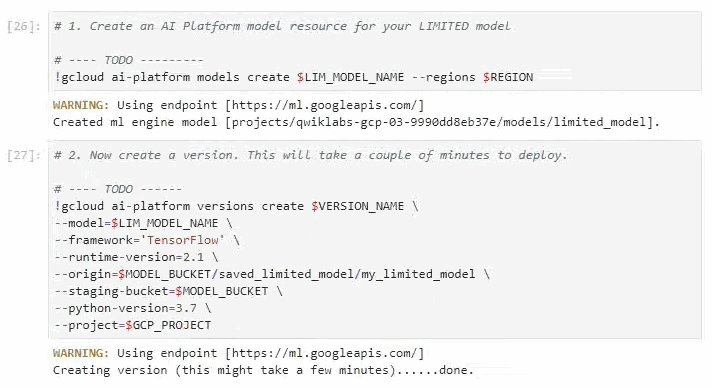 [26]: # 1. Create an AI Platform model resource for your LIMITED model
# ---- TODO ---------
!gcloud ai-platform models create $LIM_MODEL_NAME --regions $REGION
WARNING: Using endpoint [https://ml.googleapis.com/]
Created ml engine model [projects/qwiklabs-gcp-03-9990dd8eb37e/models/limited_model].
[27]: # 2. Now create a version. This will take a couple of minutes to deploy.
# ---- TODO ------
!gcloud ai-platform versions create $VERSION_NAME \
--model=$LIM_MODEL_NAME \
--framework='TensorFlow' \
--runtime-version=2.1 \
--origin=$MODEL_BUCKET/saved_limited_model/my_limited_model \
--staging-bucket=$MODEL_BUCKET \
--python-version=3.7 \
--project=$GCP_PROJECT
WARNING: Using endpoint [https://ml.googleapis.com/]
Creating version (this might take a few minutes)......done.